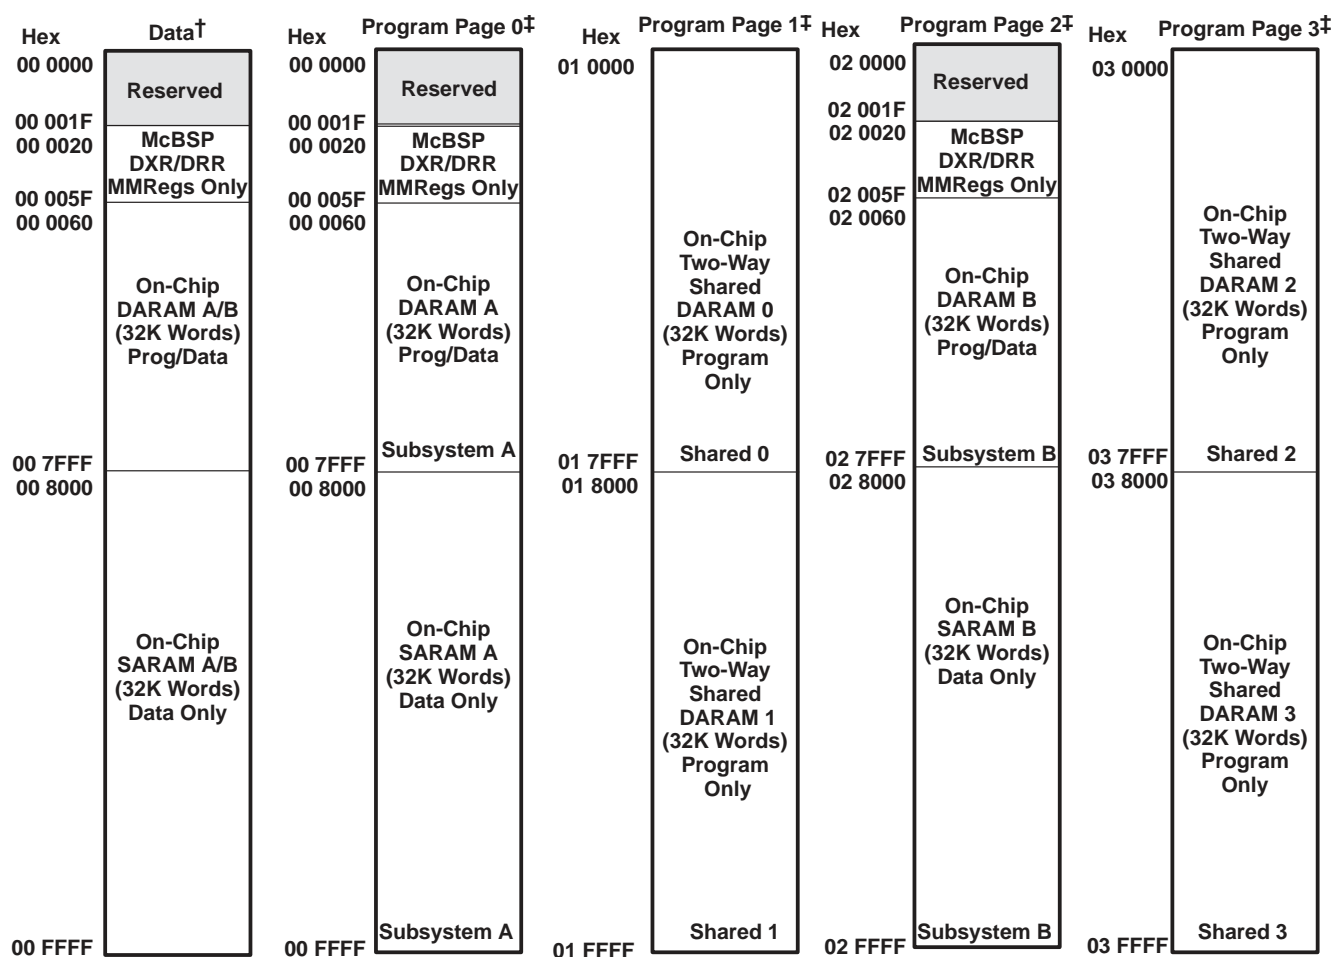 Hex
Data†
00 0000
Reserved
00 001F
00 0020
McBSP
DXR/DRR
MMRegs Only
00 005F
00 0060
On-Chip
DARAM A/B
(32K Words)
Prog/Data
00 7FFF
00 8000
On-Chip
SARAM A/B
(32K Words)
Data Only
00 FFFF
Hex
Program Page 0‡
00 0000
Reserved
00 001F
00 0020
McBSP
DXR/DRR
MMRegs Only
00 005F
00 0060
On-Chip
DARAM A
(32K Words)
Prog/Data
Subsystem A
00 7FFF
00 8000
On-Chip
SARAM A
(32K Words)
Data Only
Subsystem A
00 FFFF
Hex
Program Page 1‡
01 0000
On-Chip
Two-Way
Shared
DARAM 0
(32K Words)
Program
Only
Shared 0
01 7FFF
01 8000
On-Chip
Two-Way
Shared
DARAM 1
(32K Words)
Program
Only
Shared 1
01 FFFF
Hex
Program Page 2‡
02 0000
Reserved
02 001F
02 0020
McBSP
DXR/DRR
MMRegs Only
02 005F
02 0060
On-Chip
DARAM B
(32K Words)
Prog/Data
Subsystem B
02 7FFF
02 8000
On-Chip
SARAM B
(32K Words)
Data Only
Subsystem B
02 FFFF
Hex
Program Page 3‡
03 0000
On-Chip
Two-Way
Shared
DARAM 2
(32K Words)
Program
Only
Shared 2
03 7FFF
03 8000
On-Chip
Two-Way
Shared
DARAM 3
(32K Words)
Program
Only
Shared 3
03 FFFF